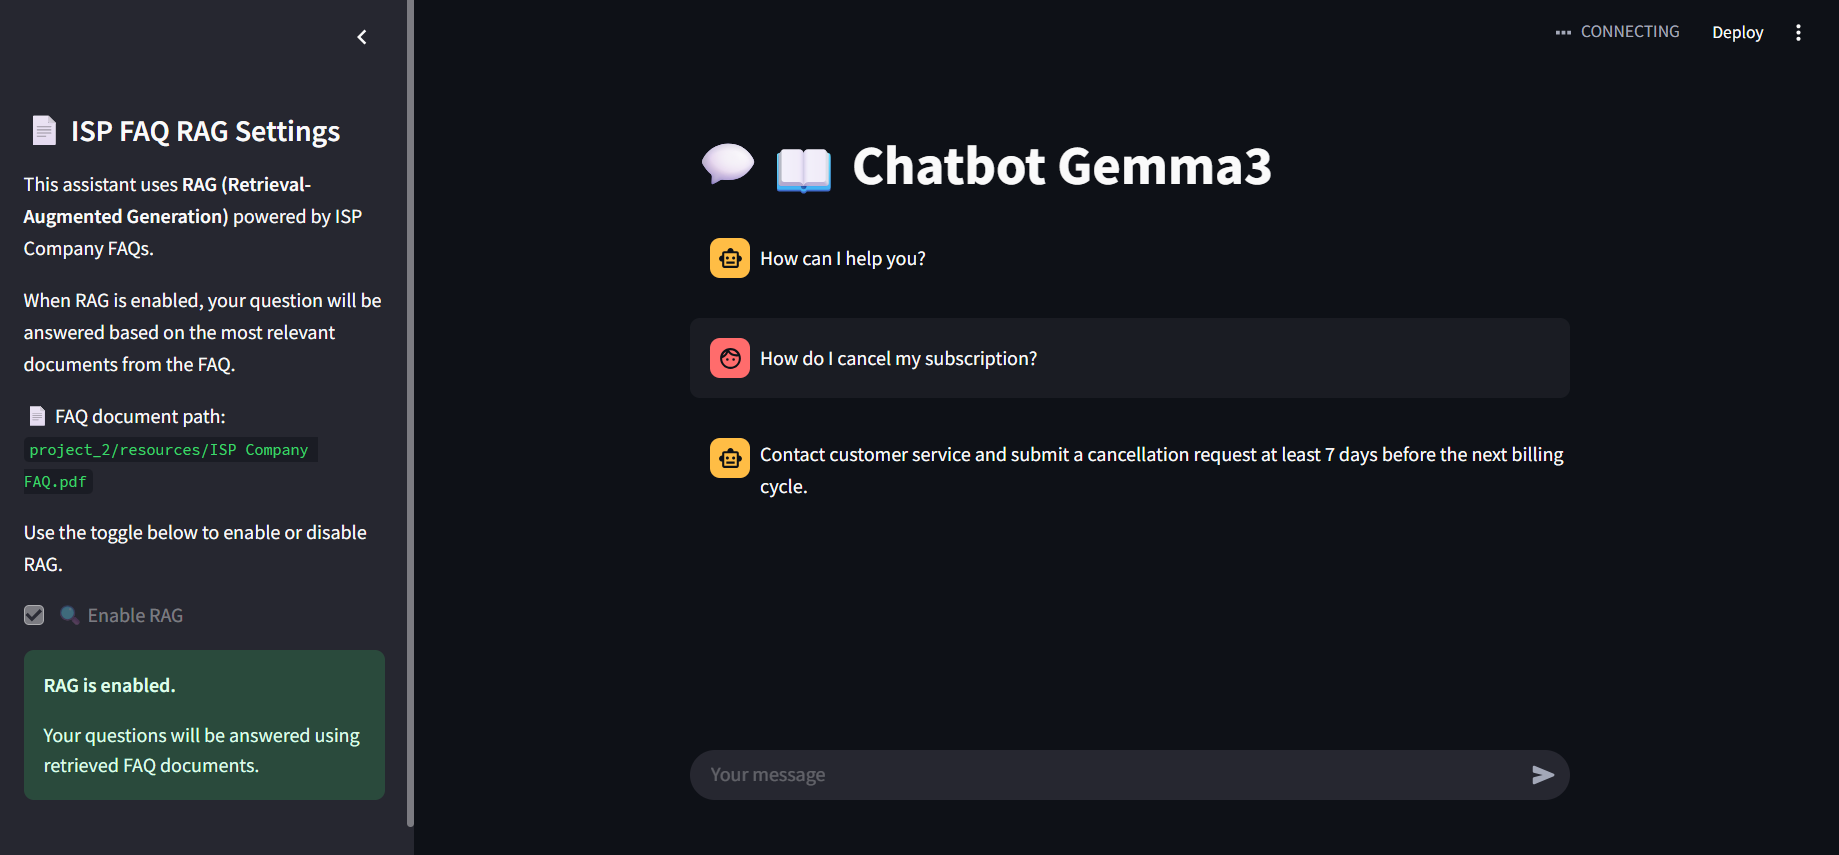 ISP FAQ RAG Settings
This assistant uses RAG (Retrieval-
Augmented Generation) powered by ISP
Company FAQs.
When RAG is enabled, your question will be
answered based on the most relevant
documents from the FAQ.
FAQ document path:
project_2/resources/ISP Company
FAQ.pdf
Use the toggle below to enable or disable
RAG.
Enable RAG
RAG is enabled.
Your questions will be answered using
retrieved FAQ documents.
CONNECTING
Deploy
Chatbot Gemma3
How can I help you?
How do I cancel my subscription?
Contact customer service and submit a cancellation request at least 7 days before the next billing
cycle.
Your message